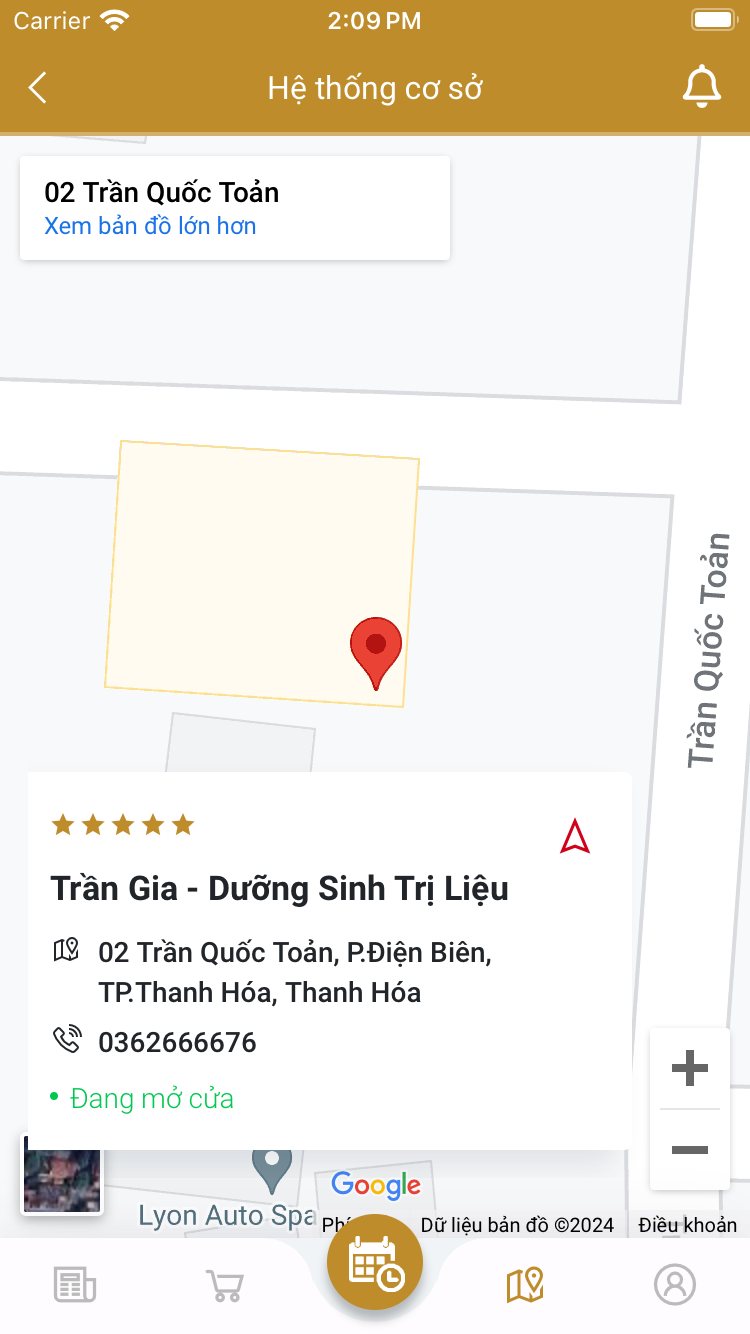 Carrier
2:09 PM
Hệ thống cơ sở
02 Trần Quốc Toản
Xem bản đồ lớn hơn
Trần Quốc Toản
Trần Gia - Dưỡng Sinh Trị Liệu
02 Trần Quốc Toản, P.Điện Biên,
TP.Thanh Hóa, Thanh Hóa
0362666676
Đang mở cửa
Google
Lyon Auto Spa
Dữ liệu bản đồ ©2024
Điều khoản